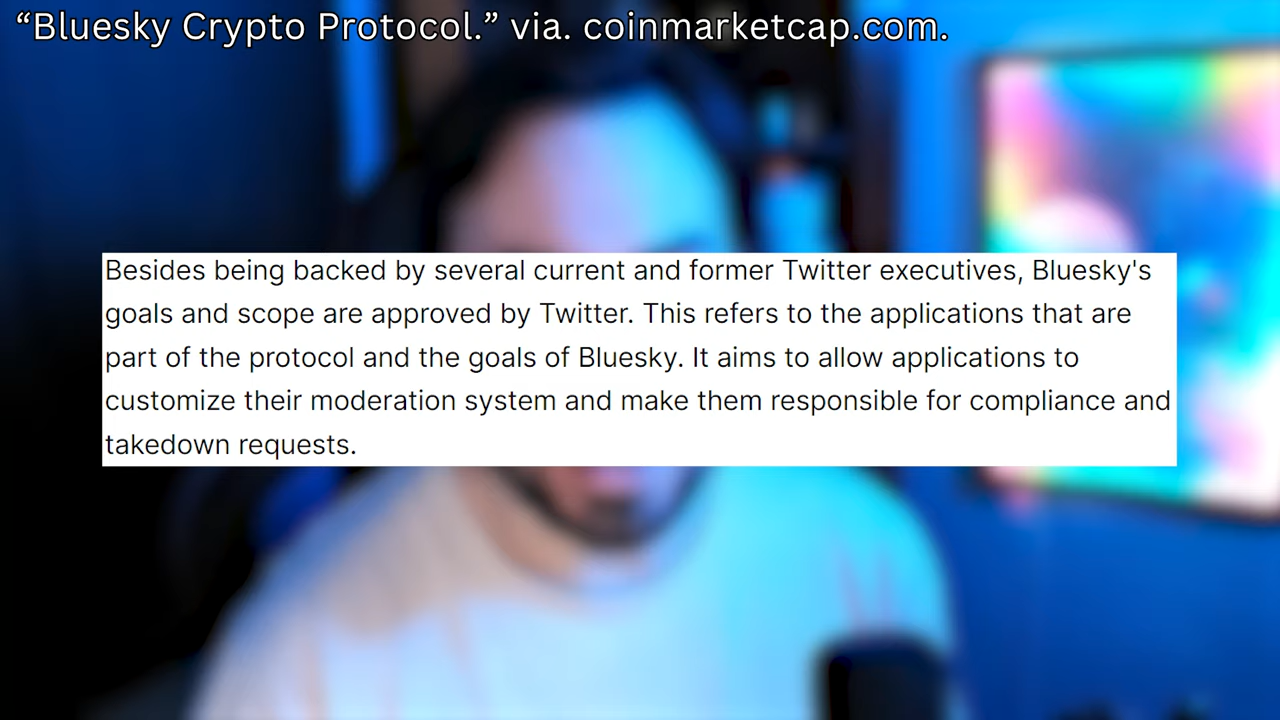 “Bluesky Crypto Protocol.” via. coinmarketcap.com.
Besides being backed by several current and former Twitter executives, Bluesky's
goals and scope are approved by Twitter. This refers to the applications that are
part of the protocol and the goals of Bluesky. It aims to allow applications to
customize their moderation system and make them responsible for compliance and
takedown requests.